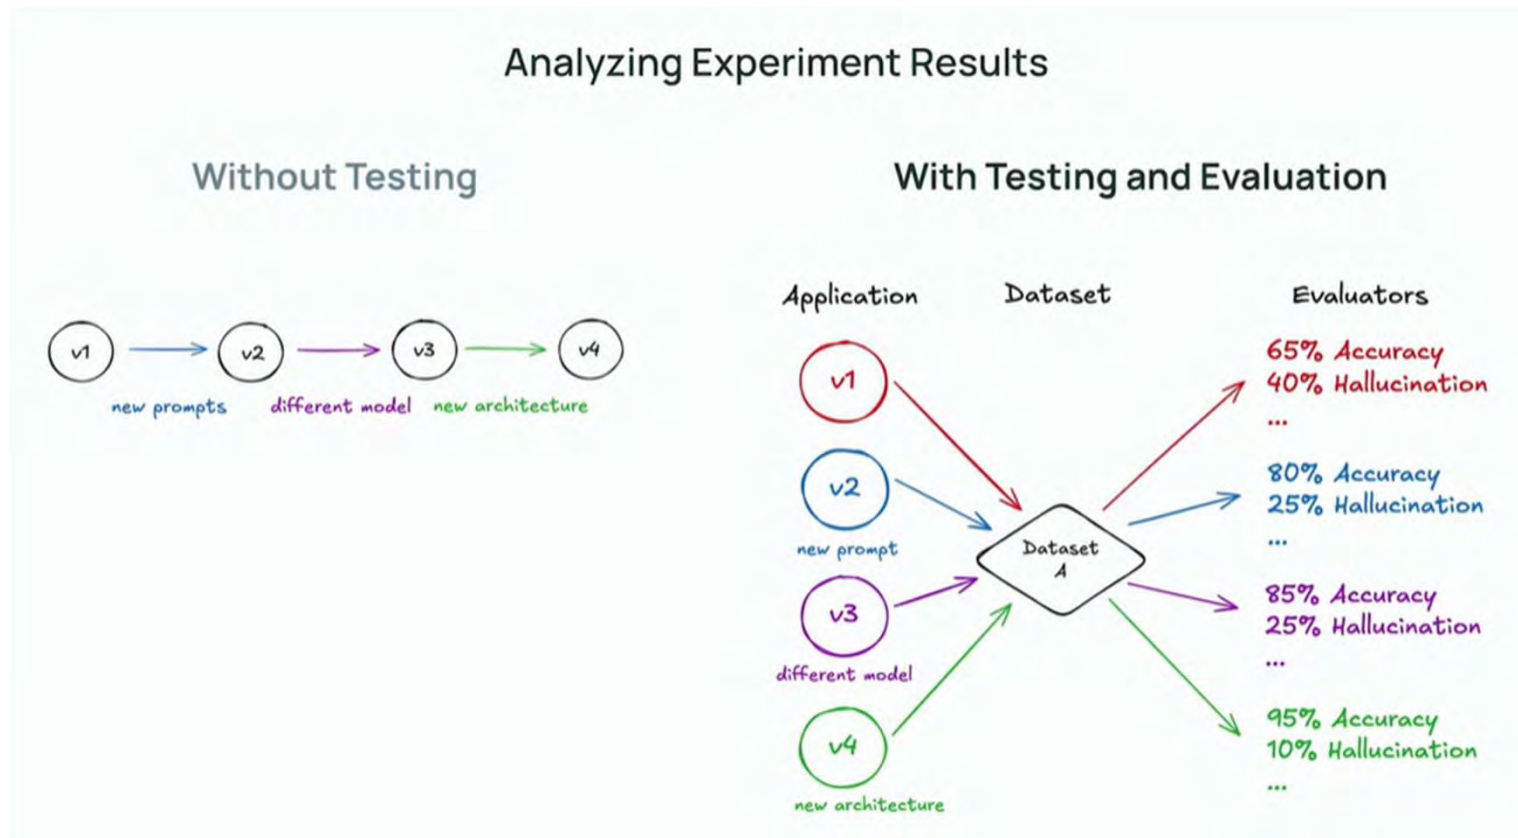 Analyzing Experiment Results
Without Testing
v1
v2
v3
v4
new prompts
different model
new architecture
With Testing and Evaluation
Application
Dataset
Evaluators
v1
v2
new prompt
v3
different model
v4
new architecture
Dataset
A
65% Accuracy
40% Hallucination
...
80% Accuracy
25% Hallucination
...
85% Accuracy
25% Hallucination
...
95% Accuracy
10% Hallucination
...